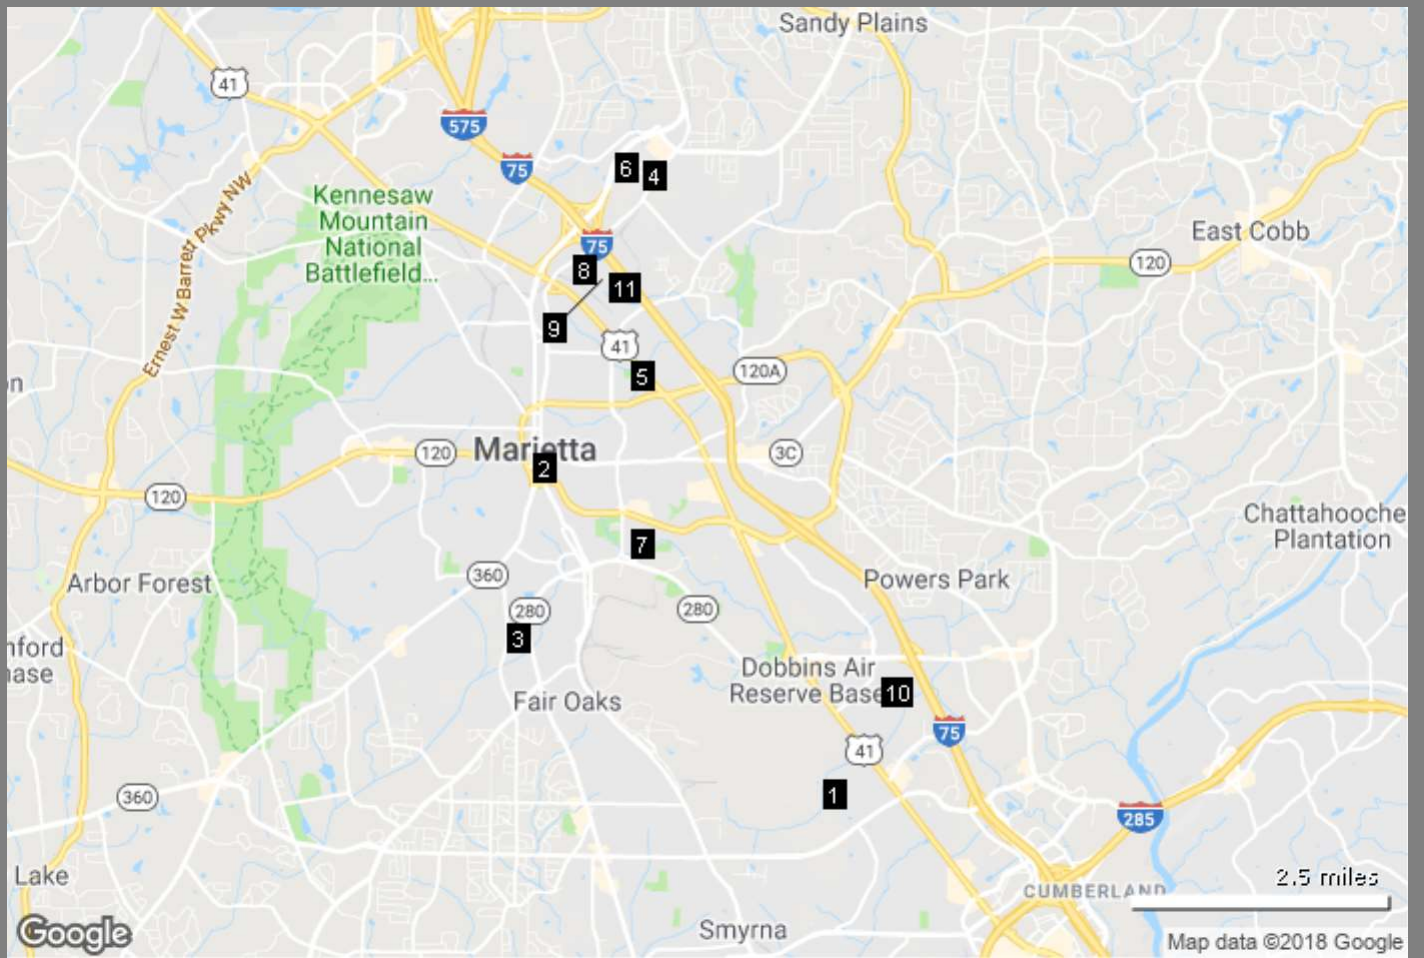 Sandy Plains
41
575
75
6
4
Kennesaw
Mountain
National
Battlefield...
Ernest W Barrett Pkwy NW
East Cobb
75
120
8
11
9
41
5
120A
on
Marietta
120
3C
2
120
Chattahooche
Plantation
7
360
Arbor Forest
Powers Park
280
280
3
nford
hase
Dobbins Air
Reserve Base
10
Fair Oaks
75
41
1
360
285
Lake
2.5 miles
CUMBERLAND
Smyrna
Google
Map data ©2018 Google